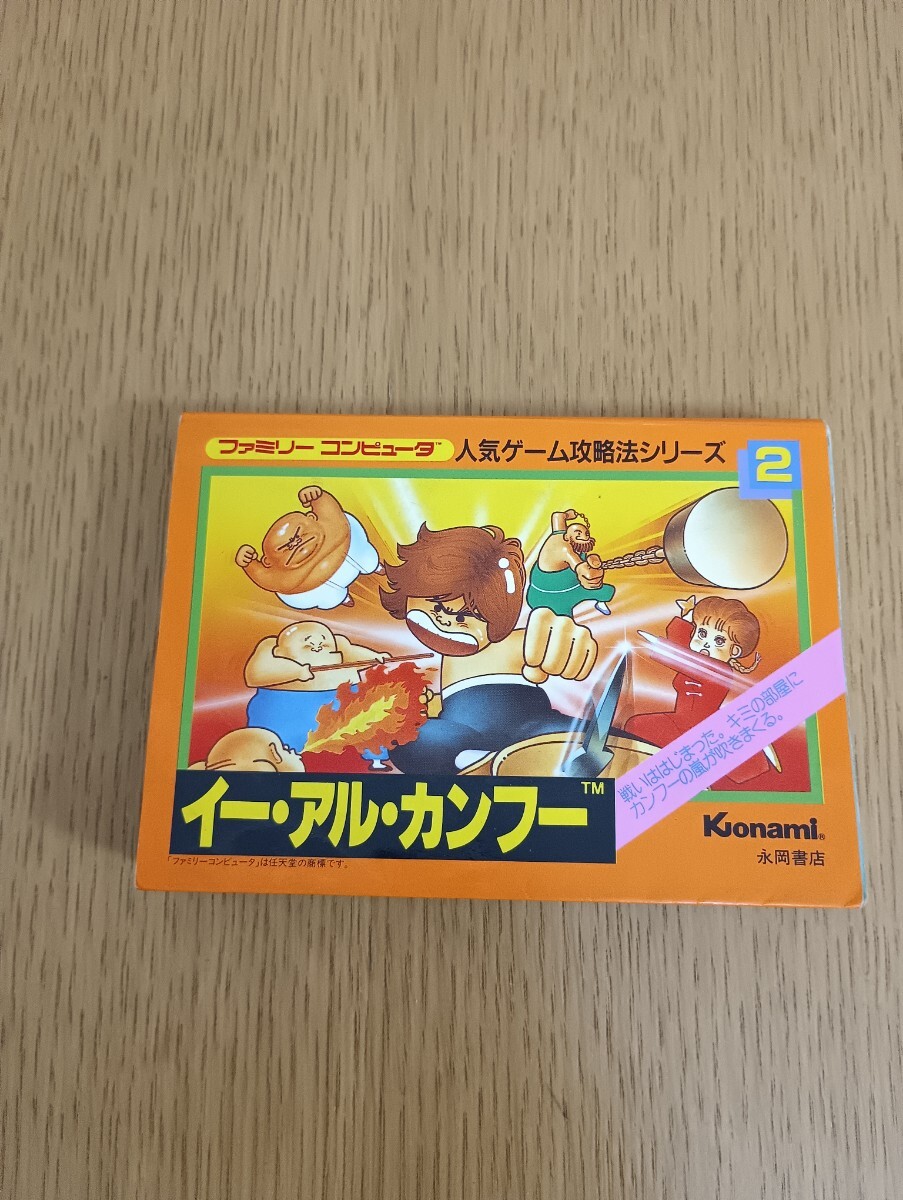 ファミリー コンピュータ™ 人気ゲーム攻略法シリーズ 2
戦いははじまった。キミの部屋に
カンフーの嵐が吹きまくる。
イー・アル・カンフー™
Konami®
「ファミリーコンピュータ」は任天堂の商標です。
永岡書店